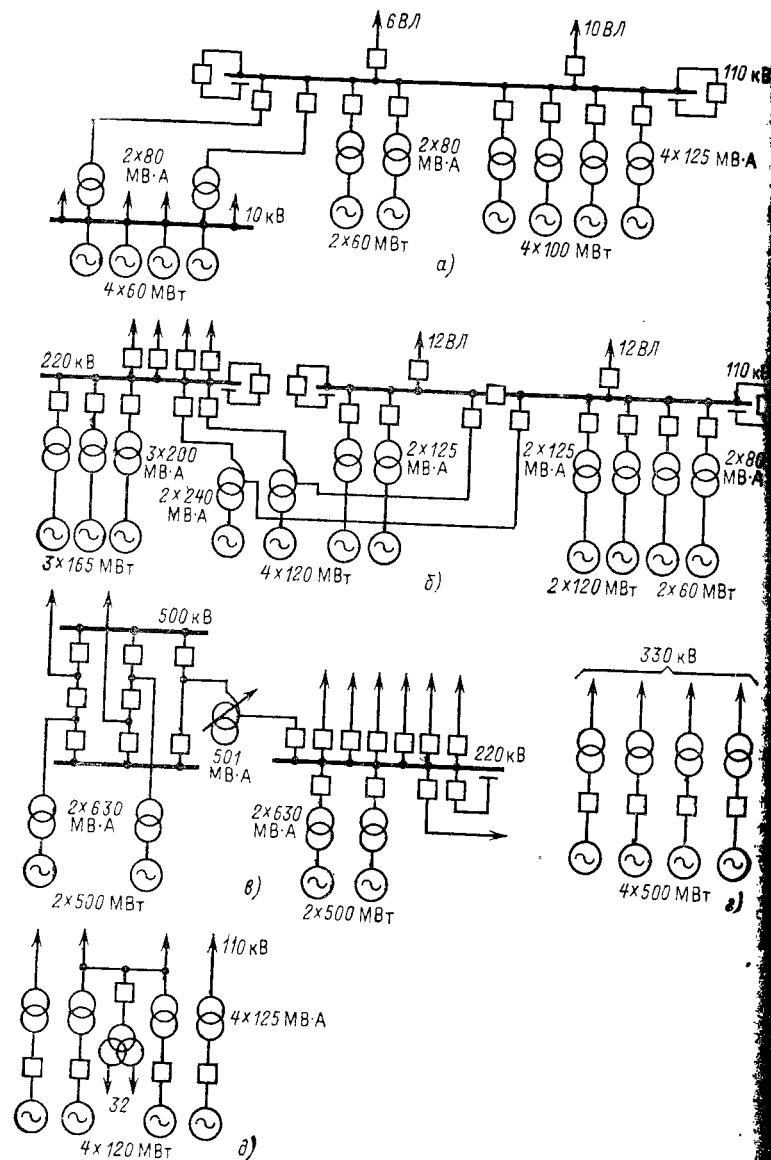 6ВЛ
10ВЛ
110 кВ
2×80
МВ·А
2×80
МВ·А
4×125 МВ·А
10 кВ
2×60 МВт
4×100 МВт
4×60 МВт
а)
220 кВ
12ВЛ
12ВЛ
110 кВ
3×200
МВ·А
2×240
МВ·А
2×125
МВ·А
2×125
МВ·А
2×80
МВ·А
3×165 МВт
4×120 МВт
б)
2×120 МВт
2×60 МВт
500 кВ
330 кВ
501
МВ·А
220 кВ
2×630
МВ·А
2×630
МВ·А
2×500 МВт
в)
2×500 МВт
4×500 МВт
г)
110 кВ
4×125 МВ·А
32
4×120 МВт
д)